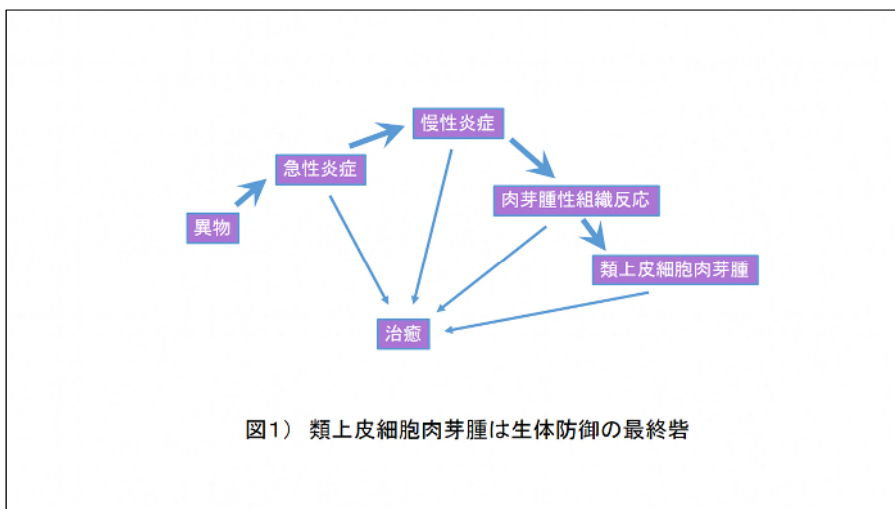 慢性炎症
急性炎症
肉芽腫性組織反応
異物
類上皮細胞肉芽腫
治癒
図1） 類上皮細胞肉芽腫は生体防御の最終砦